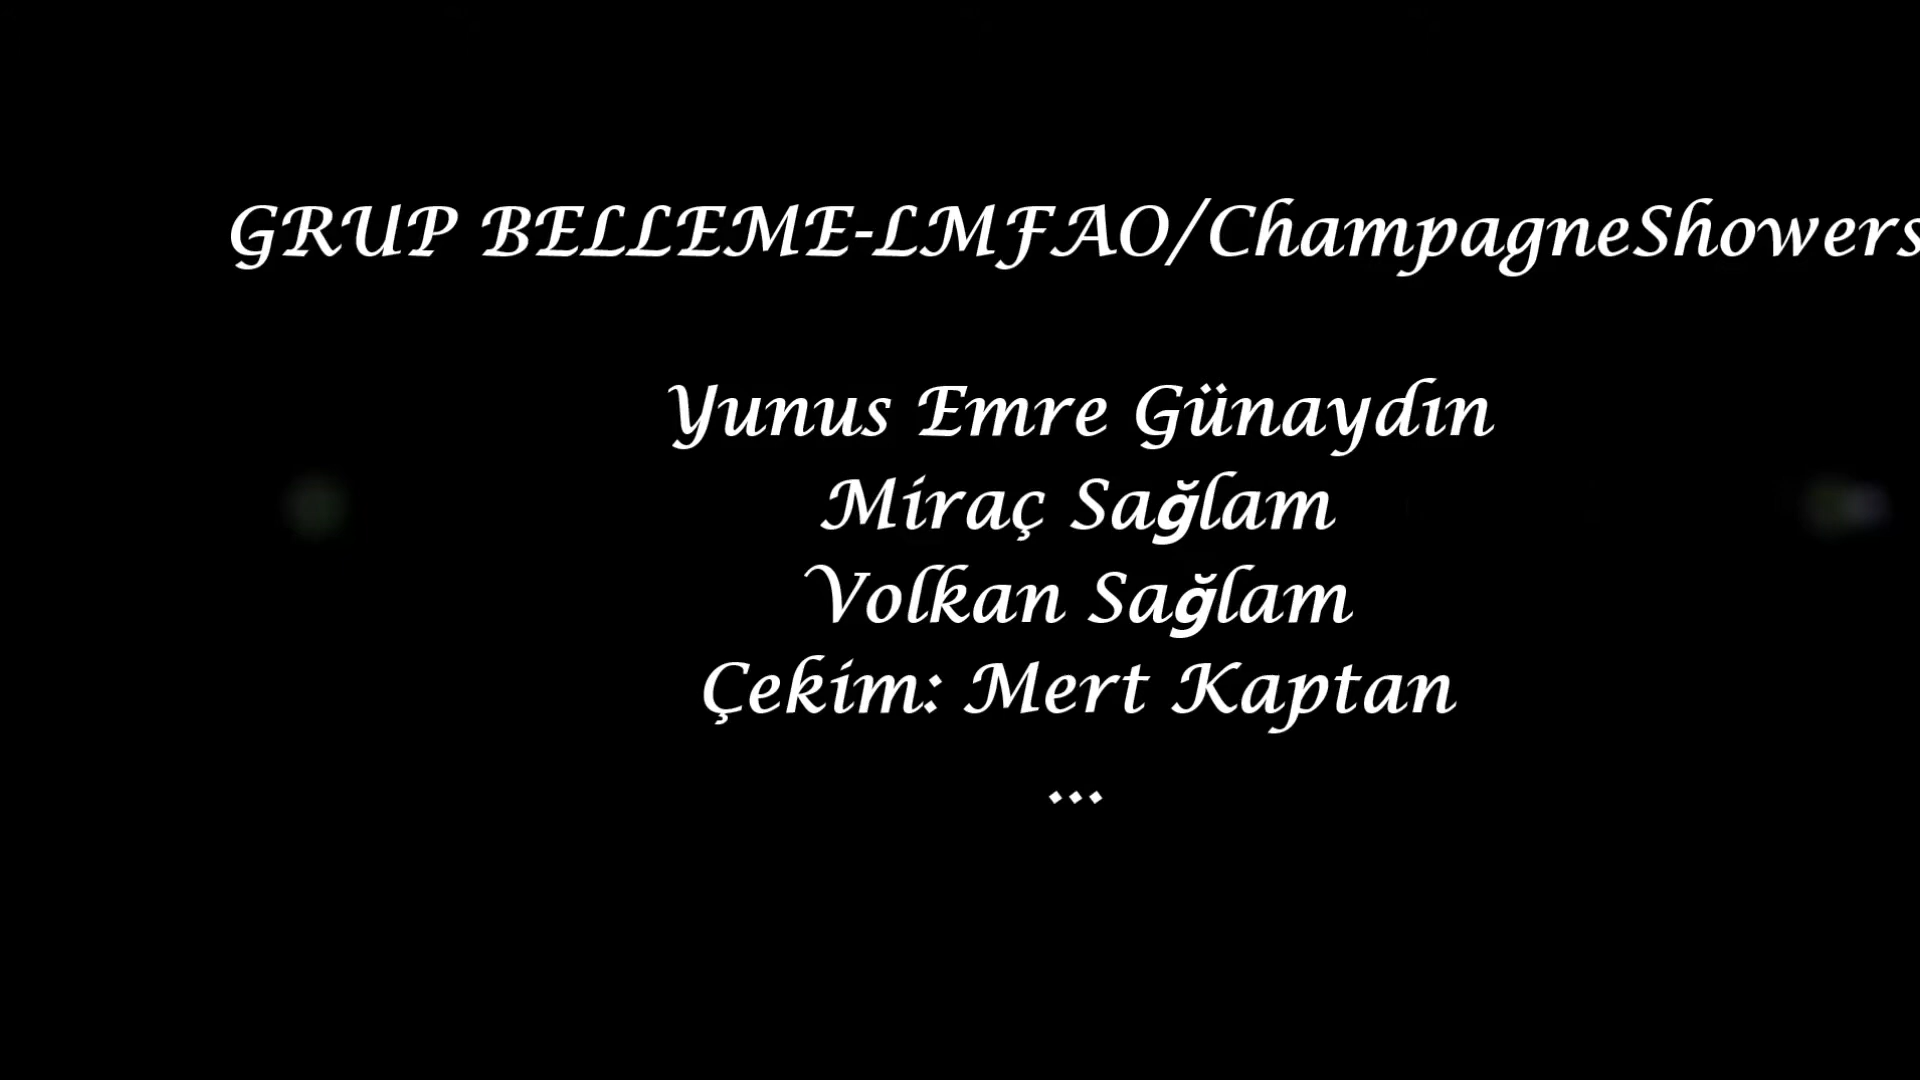 GRUP BELLEME-LMFAO/ChampagneShowers
Yunus Emre Günaydın
Miraç Sağlam
Volkan Sağlam
Çekim: Mert Kaptan
...